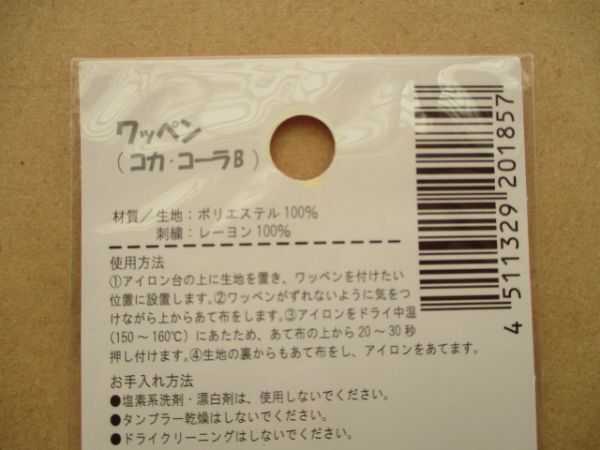 ワッペン
(コカ・コーラB)
材質/生地:ポリエステル100%
刺繍:レーヨン100%
使用方法
①アイロン台の上に生地を置き、ワッペンを付けたい
位置に設置します。②ワッペンがずれないように気をつ
けながら上からあて布をします。③アイロンをドライ中温
(150~160℃)にあたため、あて布の上から20~30秒
押し付けます。④生地の裏からもあて布をし、アイロンをあてます。
お手入れ方法
●塩素系洗剤・漂白剤は、使用しないでください。
●タンブラー乾燥はしないでください。
●ドライクリーニングはしないでください。
4 511329 201857